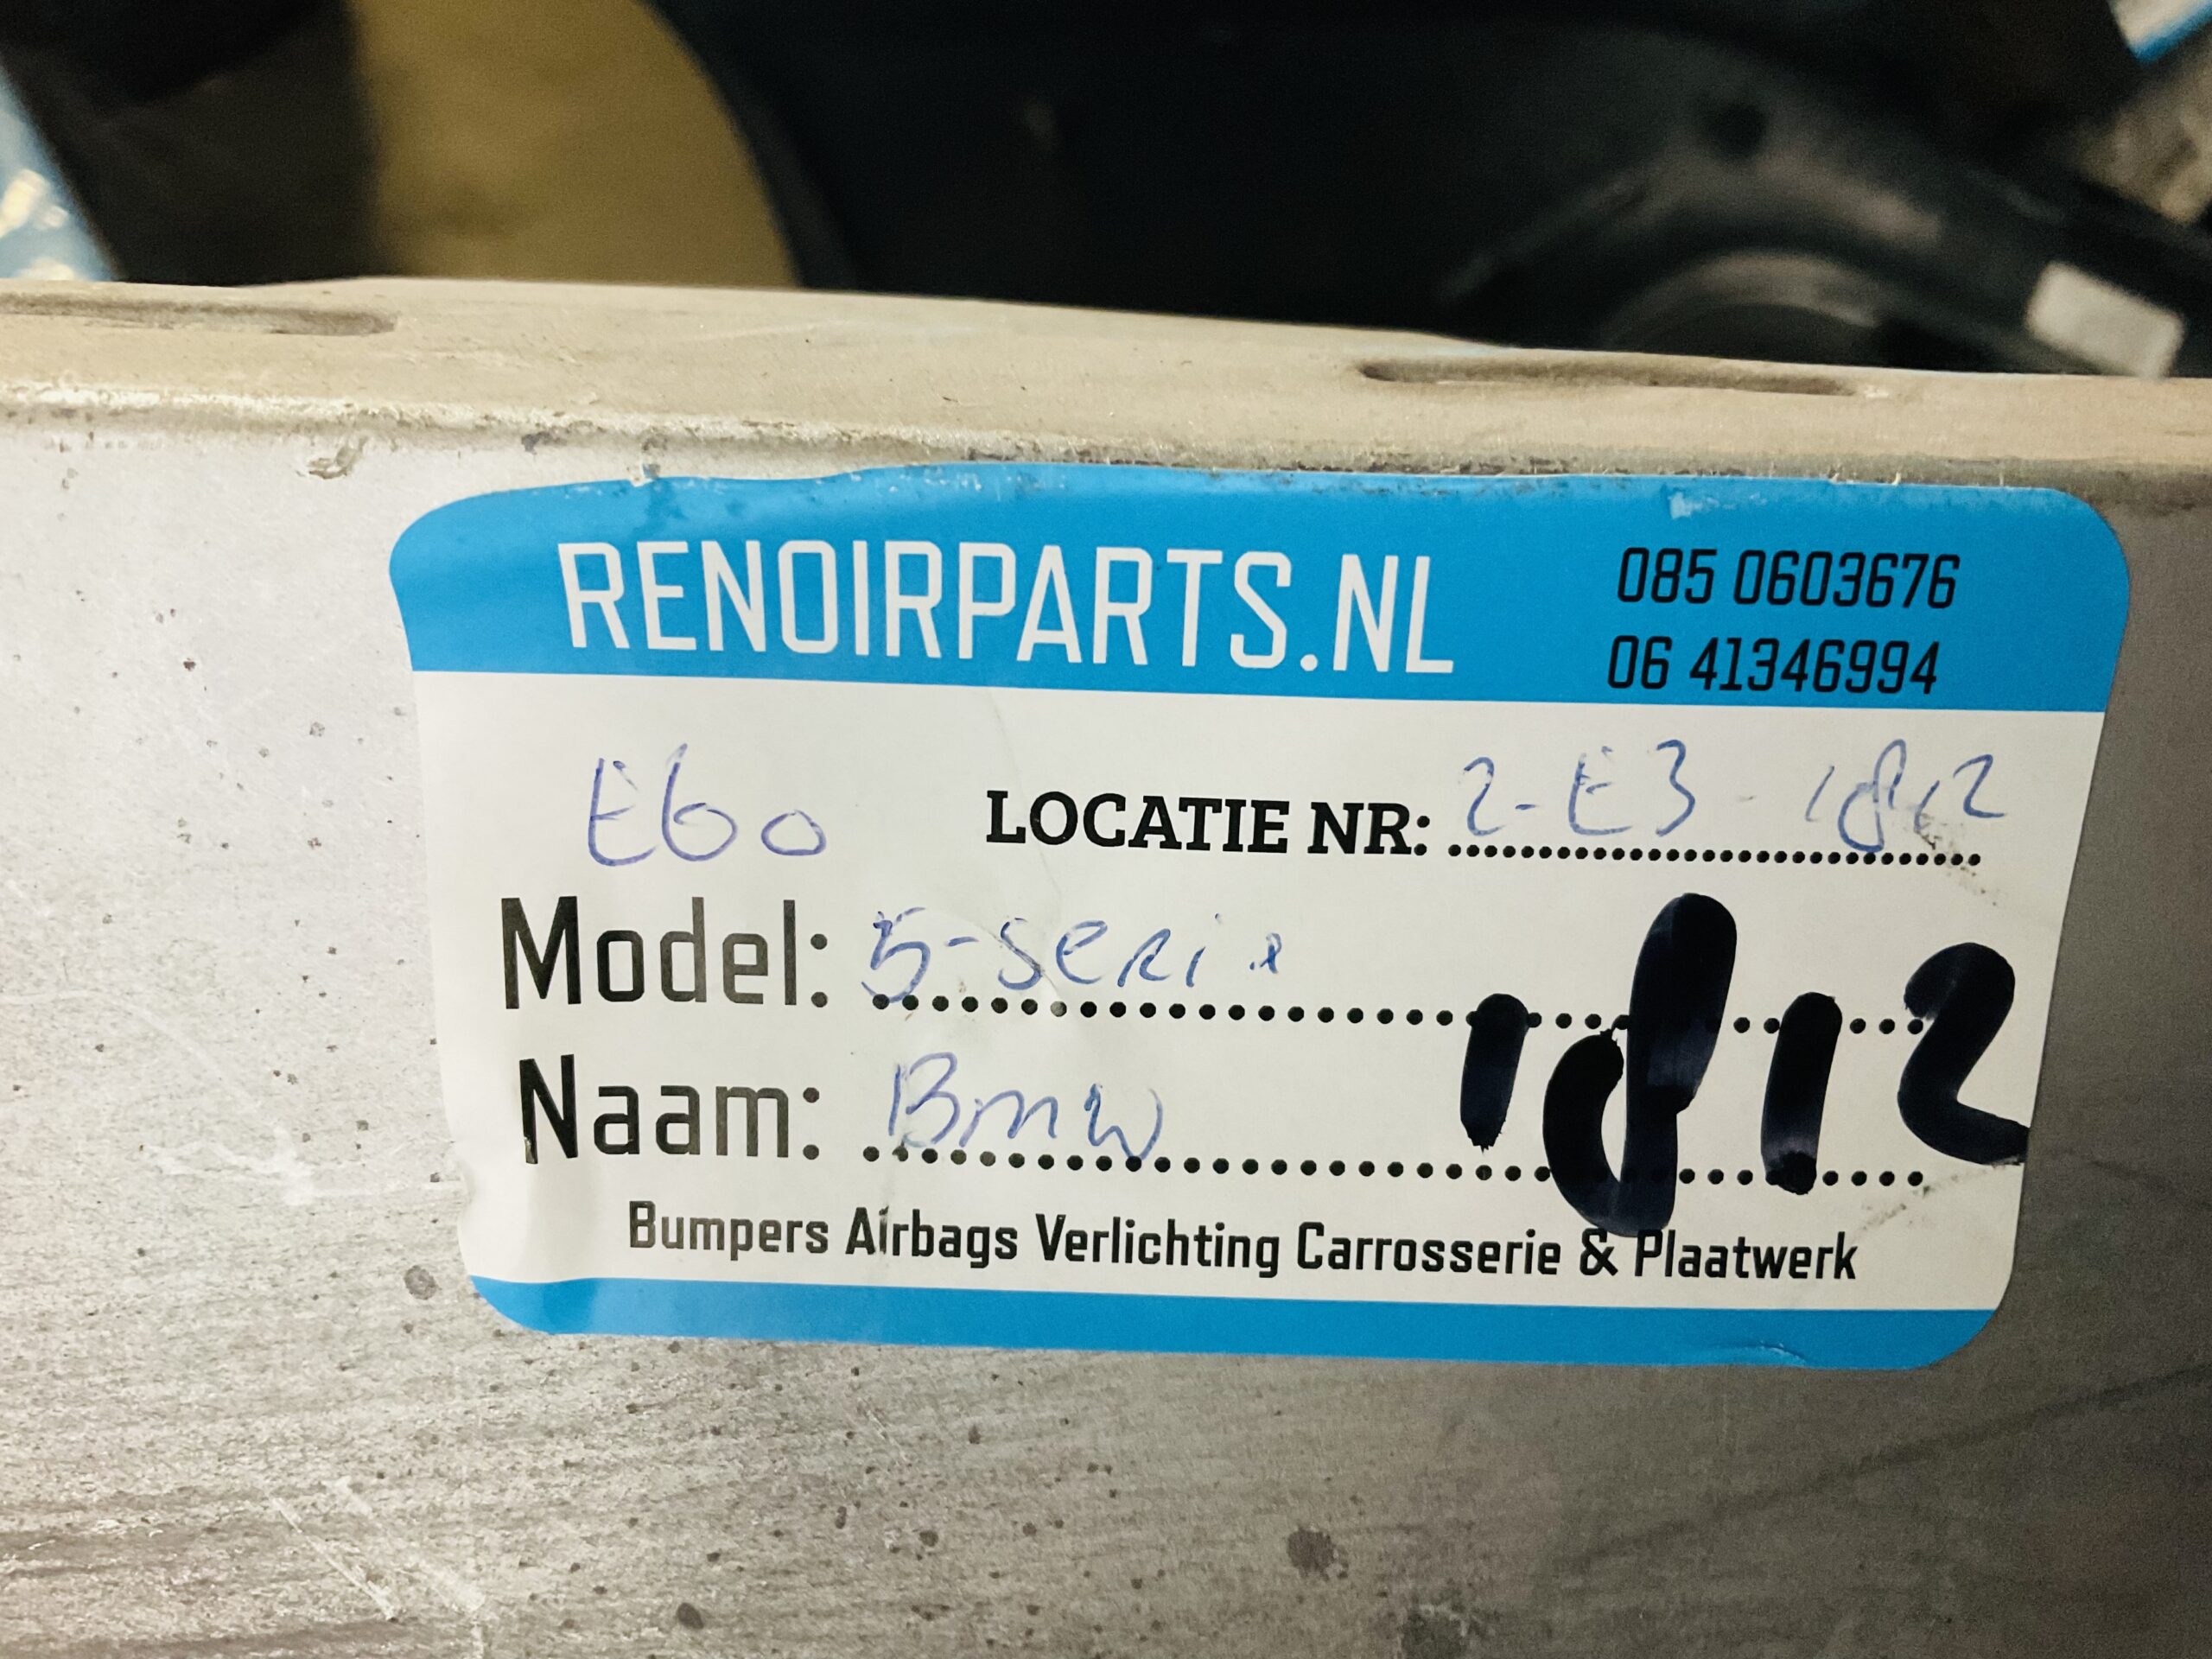 RENOIRPARTS.NL
085 0603676
06 41346994
E60
LOCATIE NR: 2-E3-1812
Model: 5-serie
1812
Naam: BMW
Bumpers Airbags Verlichting Carrosserie & Plaatwerk